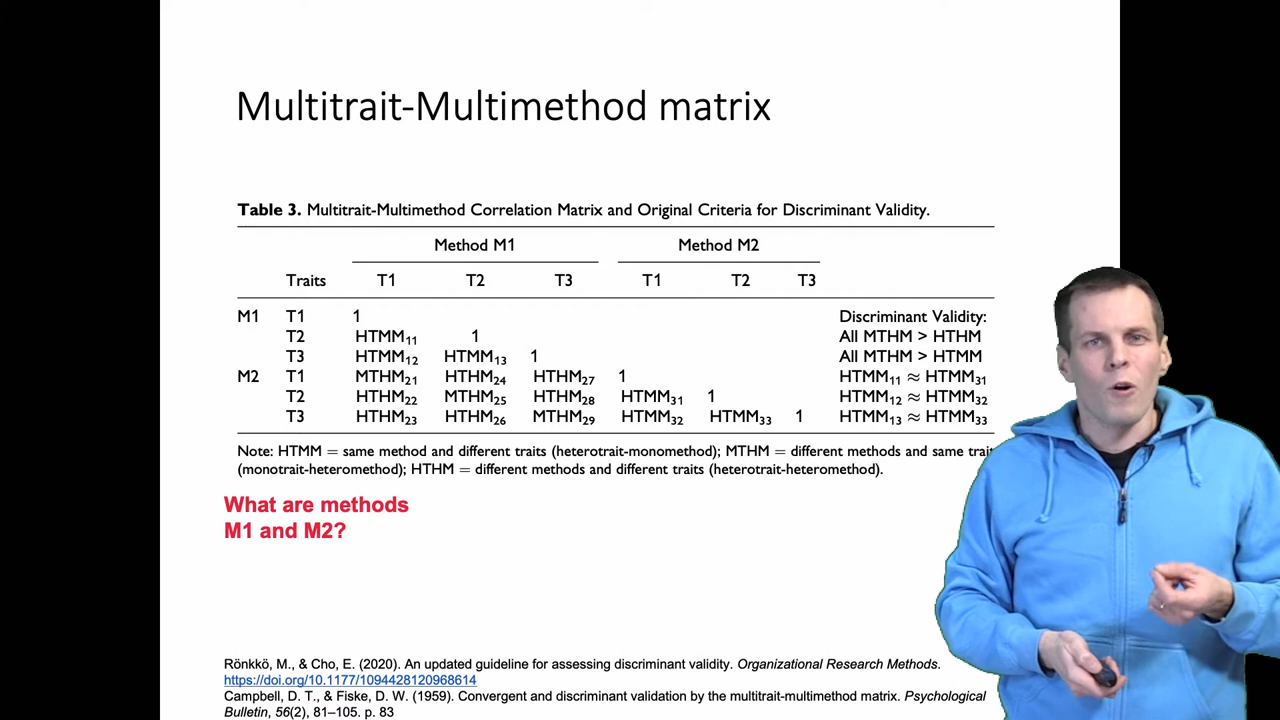 Multitrait-Multimethod matrix
Table 3. Multitrait-Multimethod Correlation Matrix and Original Criteria for Discriminant Validity.
Method M1 Method M2
Traits T1 T2 T3 T1 T2 T3
M1 T1 1 Discriminant Validity:
T2 HTMM11 1 All MTHM > HTHM
T3 HTMM12 HTMM13 1 All MTHM > HTMM
M2 T1 MTHM21 HTHM24 HTHM27 1 HTMM11 ≈ HTMM31
T2 HTHM22 MTHM25 HTHM28 HTMM31 1 HTMM12 ≈ HTMM32
T3 HTHM23 HTHM26 MTHM29 HTMM32 HTMM33 1 HTMM13 ≈ HTMM33
Note: HTMM = same method and different traits (heterotrait-monomethod); MTHM = different methods and same trait
(monotrait-heteromethod); HTHM = different methods and different traits (heterotrait-heteromethod).
What are methods
M1 and M2?
Rönkkö, M., & Cho, E. (2020). An updated guideline for assessing discriminant validity. Organizational Research Methods.
https://doi.org/10.1177/1094428120968614
Campbell, D. T., & Fiske, D. W. (1959). Convergent and discriminant validation by the multitrait-multimethod matrix. Psychological
Bulletin, 56(2), 81–105. p. 83